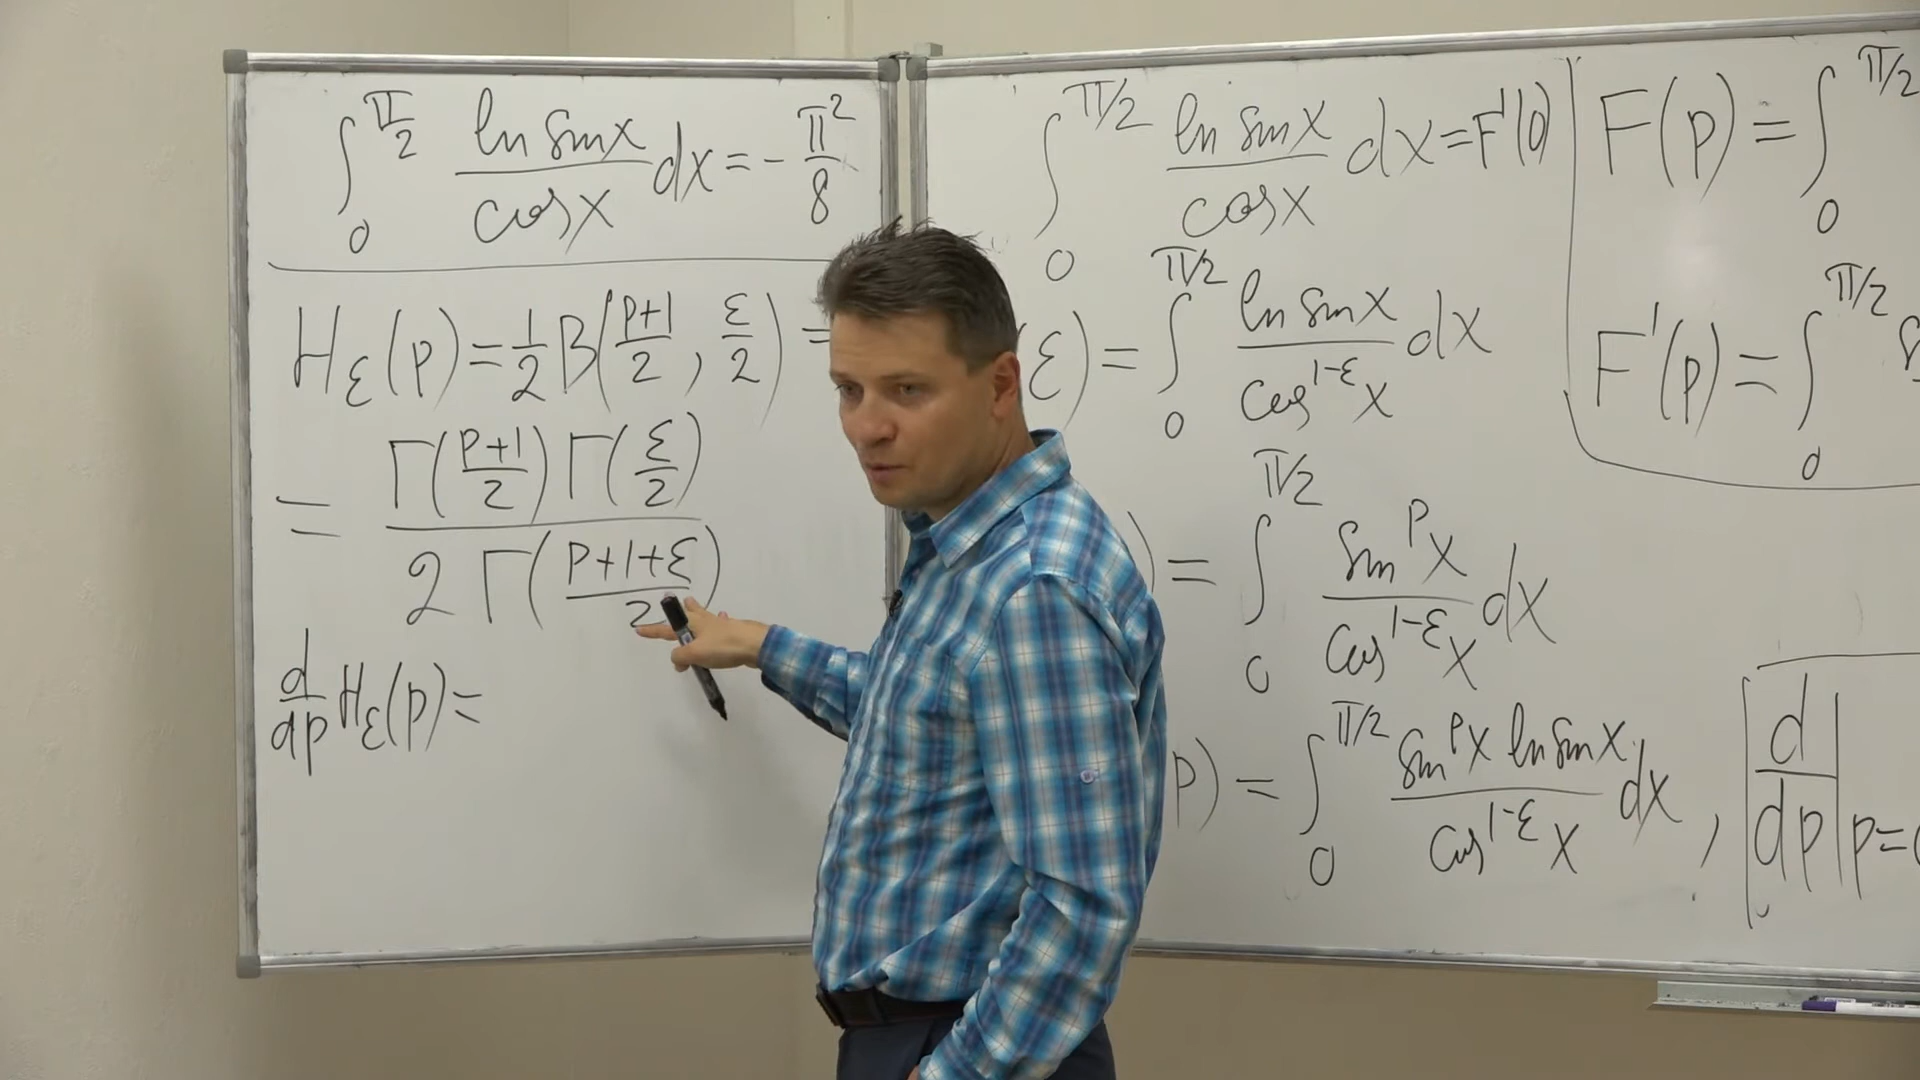 ∫₀^{π/2} ln sin x / cos x dx = - π²/8
H_ε(p) = 1/2 B((p+1)/2, ε/2) =
= Γ((p+1)/2) Γ(ε/2) / 2 Γ((p+1+ε)/2)
d/dp H_ε(p) =
∫₀^{π/2} ln sin x / cos x dx = F'(0)
(ε) = ∫₀^{π/2} ln sin x / cos^{1-ε} x dx
) = ∫₀^{π/2} sin^p x / cos^{1-ε} x dx
p) = ∫₀^{π/2} sin^p x ln sin x / cos^{1-ε} x dx , d/dp |p=
F(p) = ∫₀^{π/2}
F'(p) = ∫₀^{π/2}